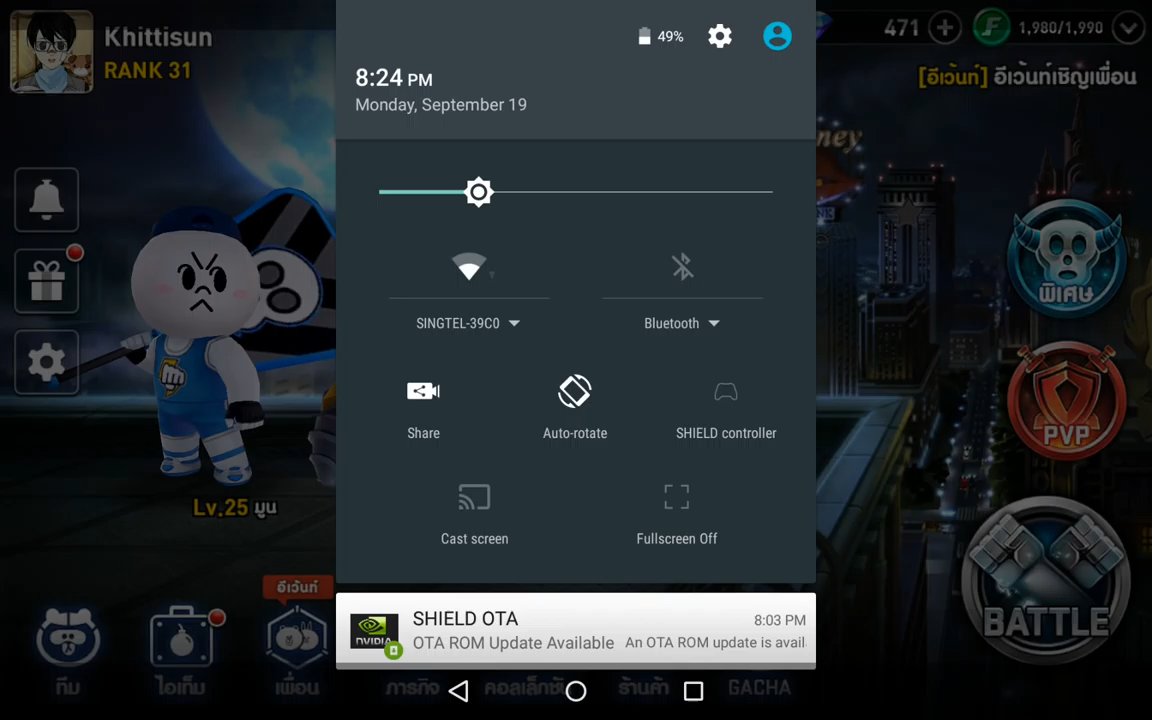 Khittisun
RANK 31
49%
471
1,980/1,990
8:24 PM
Monday, September 19
[อีเว้นท์] อีเว้นท์เชิญเพื่อน
ney
SINGTEL-39C0
Bluetooth
พิเศษ
Share
Auto-rotate
SHIELD controller
PVP
Lv.25 มูน
Cast screen
Fullscreen Off
อีเว้นท์
SHIELD OTA
8:03 PM
NVIDIA
OTA ROM Update Available An OTA ROM update is avail
BATTLE
ทีม
ไอเท็ม
เพื่อน
ภารกิจ
คอลเล็กชั
ร้านค้า
GACHA